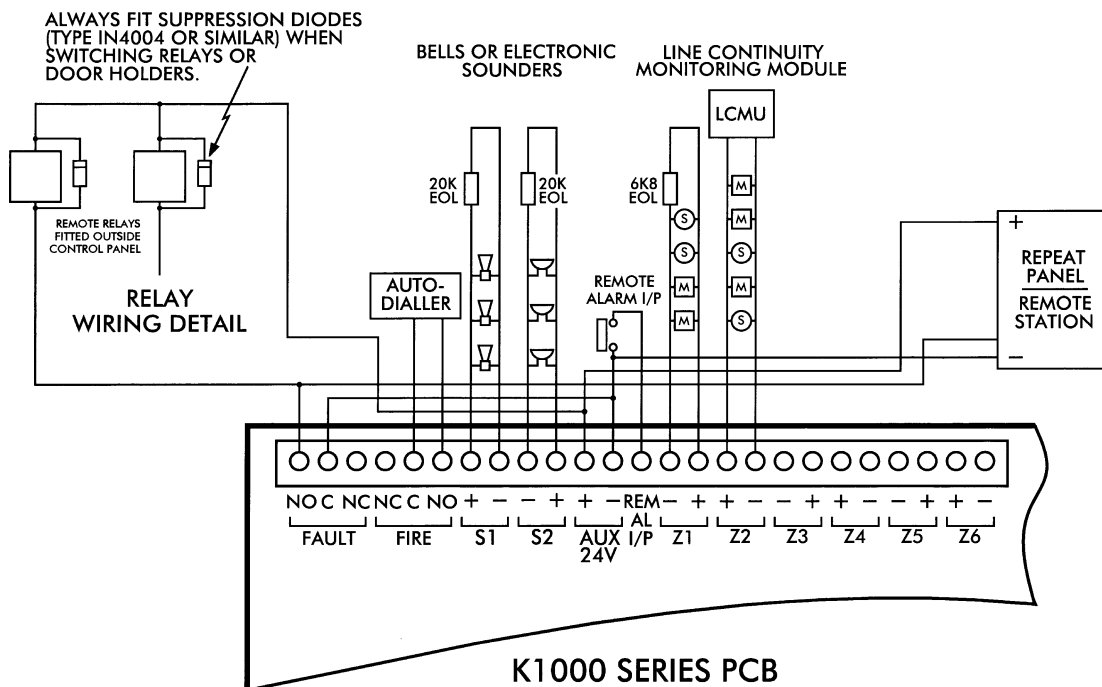 ALWAYS FIT SUPPRESSION DIODES
(TYPE IN4004 OR SIMILAR) WHEN
SWITCHING RELAYS OR
DOOR HOLDERS.
BELLS OR ELECTRONIC
SOUNDERS
LINE CONTINUITY
MONITORING MODULE
LCMU
20K
EOL
20K
EOL
6K8
EOL
M
S
M
S
S
M
M
M
S
REMOTE RELAYS
FITTED OUTSIDE
CONTROL PANEL
RELAY
WIRING DETAIL
AUTO-
DIALLER
REMOTE
ALARM I/P
+
REPEAT
PANEL
REMOTE
STATION
−
NO C NC NC C NO + − − + + − REM − + + − − + + − − + + −
FAULT FIRE S1 S2 AUX AL Z1 Z2 Z3 Z4 Z5 Z6
24V I/P
K1000 SERIES PCB